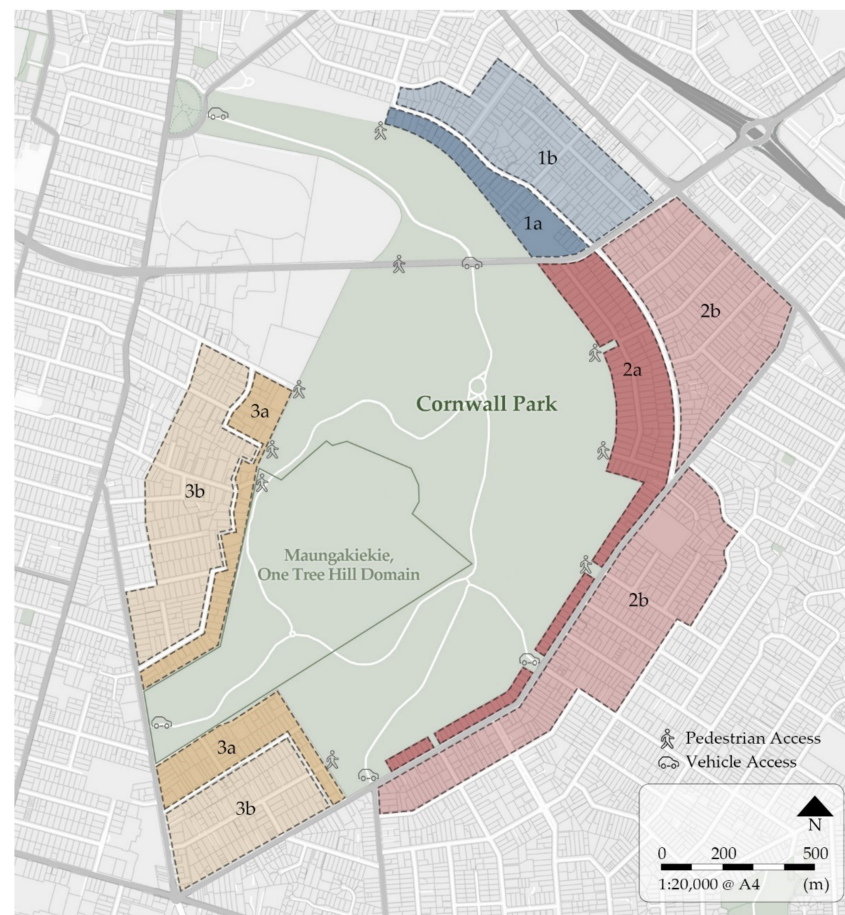 1b
1a
2b
2a
Cornwall Park
3a
3b
Maungakiekie,
One Tree Hill Domain
2b
3a
3b
Pedestrian Access
Vehicle Access
N
0 200 500
1:20,000 @ A4 (m)